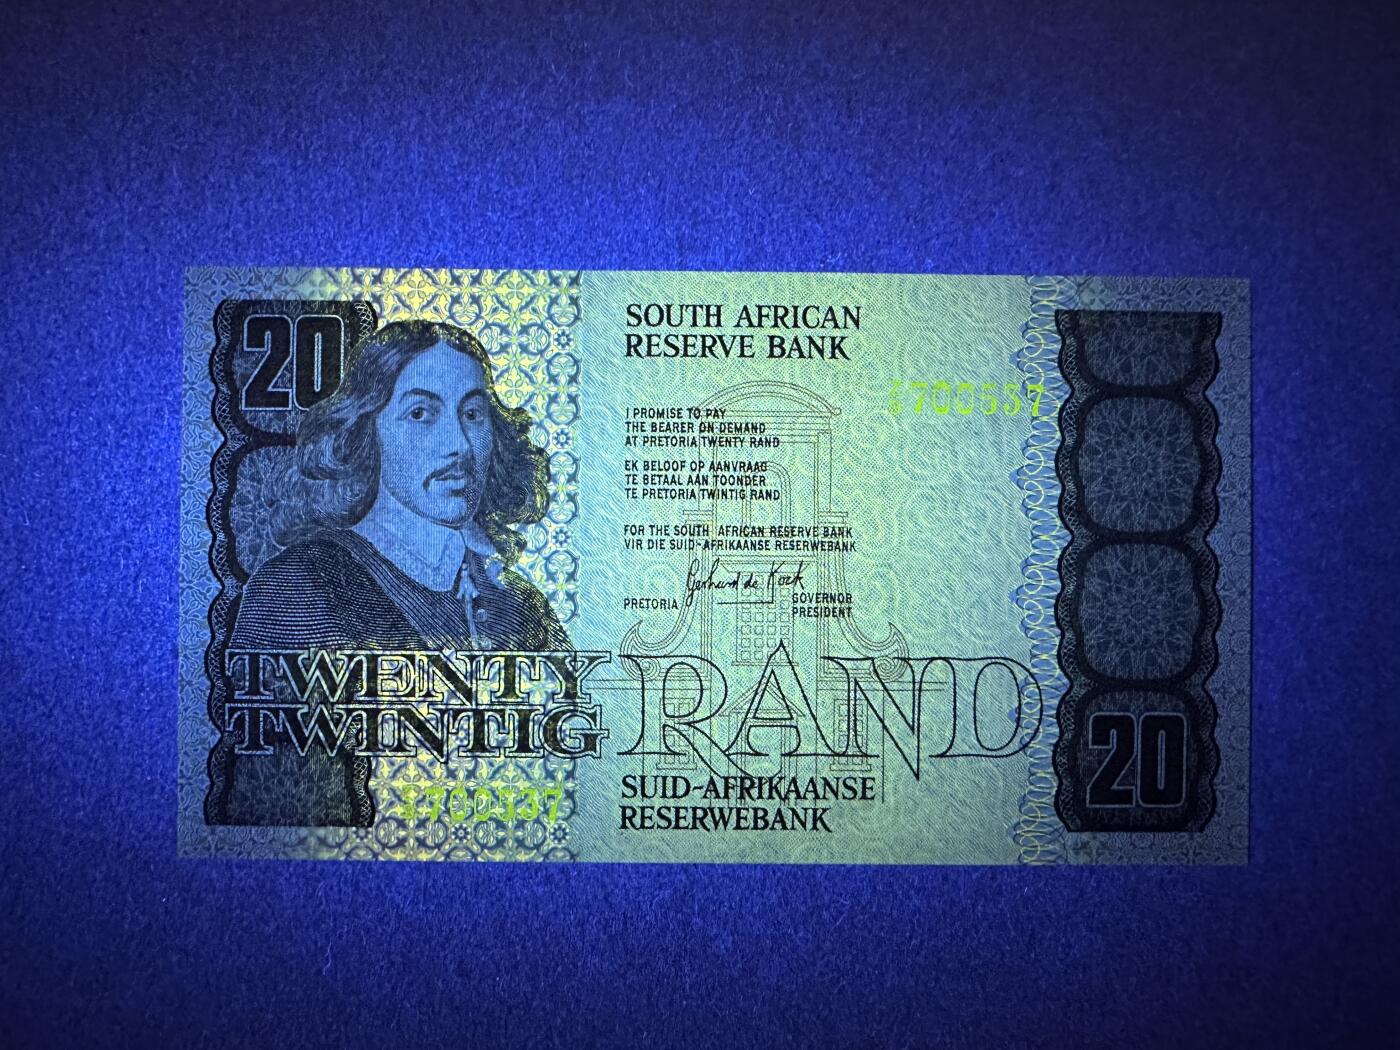 20
SOUTH AFRICAN
RESERVE BANK
700537
I PROMISE TO PAY
THE BEARER ON DEMAND
AT PRETORIA TWENTY RAND
EK BELOOF OP AANVRAAG
TE BETAAL AAN TOONDER
TE PRETORIA TWINTIG RAND
FOR THE SOUTH AFRICAN RESERVE BANK
VIR DIE SUID-AFRIKAANSE RESERWEBANK
Gerhard de Kock
PRETORIA
GOVERNOR
PRESIDENT
TWENTY
TWINTIG
RAND
20
700537
SUID-AFRIKAANSE
RESERWEBANK